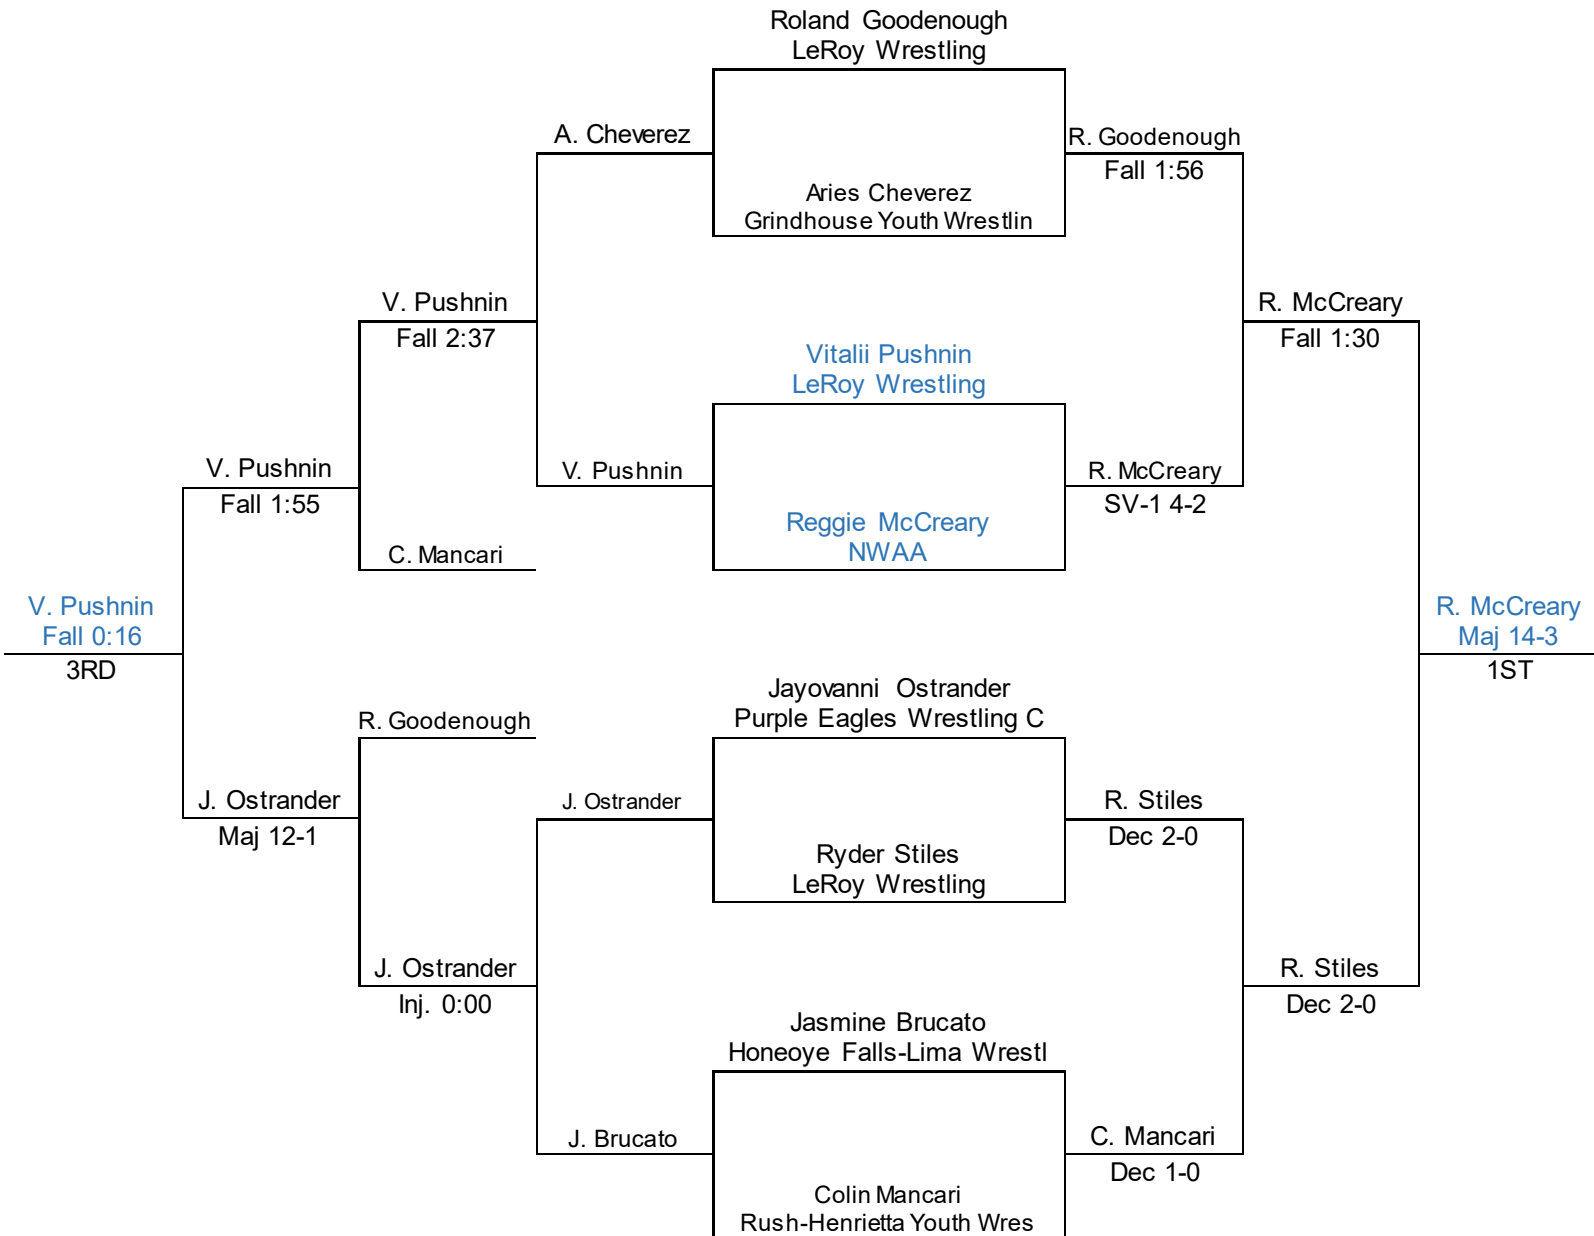 Roland Goodenough
LeRoy Wrestling
A. Cheverez
R. Goodenough
Fall 1:56
Aries Cheverez
Grindhouse Youth Wrestlin
V. Pushnin
Fall 2:37
R. McCreary
Fall 1:30
Vitalii Pushnin
LeRoy Wrestling
V. Pushnin
Fall 1:55
V. Pushnin
R. McCreary
SV-1 4-2
Reggie McCreary
NWAA
C. Mancari
V. Pushnin
Fall 0:16
3RD
R. McCreary
Maj 14-3
1ST
Jayovanni Ostrander
Purple Eagles Wrestling C
R. Goodenough
J. Ostrander
Maj 12-1
J. Ostrander
R. Stiles
Dec 2-0
Ryder Stiles
LeRoy Wrestling
J. Ostrander
Inj. 0:00
R. Stiles
Dec 2-0
Jasmine Brucato
Honeoye Falls-Lima Wrestl
J. Brucato
C. Mancari
Dec 1-0
Colin Mancari
Rush-Henrietta Youth Wres